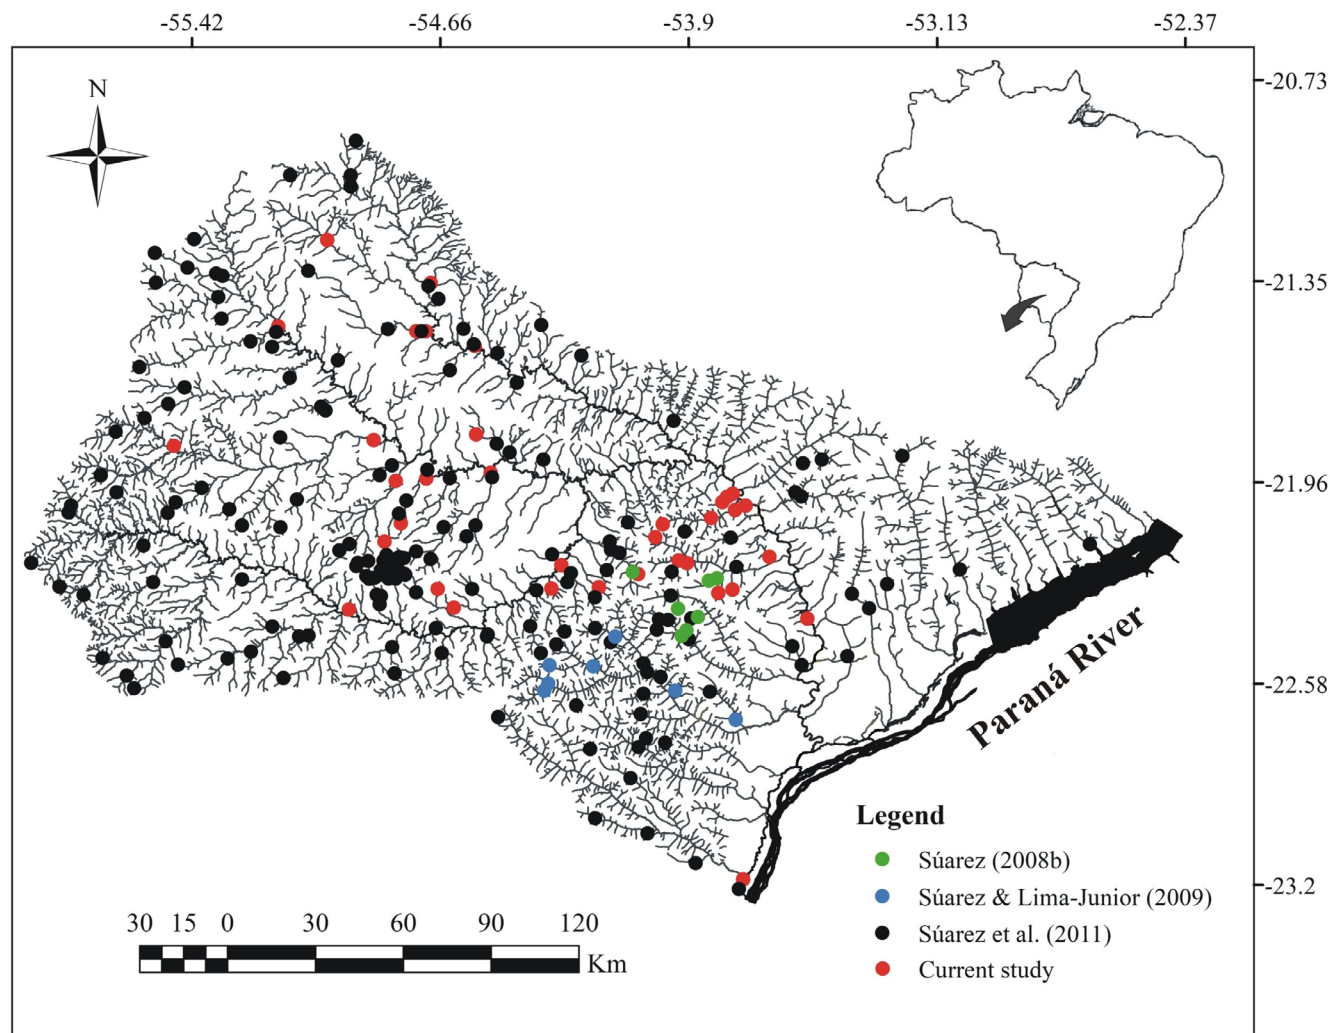 -55.42 -54.66 -53.9 -53.13 -52.37
N
-20.73
-21.35
-21.96
-22.58
-23.2
Paraná River
Legend
Súarez (2008b)
Súarez & Lima-Junior (2009)
Súarez et al. (2011)
Current study
30 15 0 30 60 90 120
Km